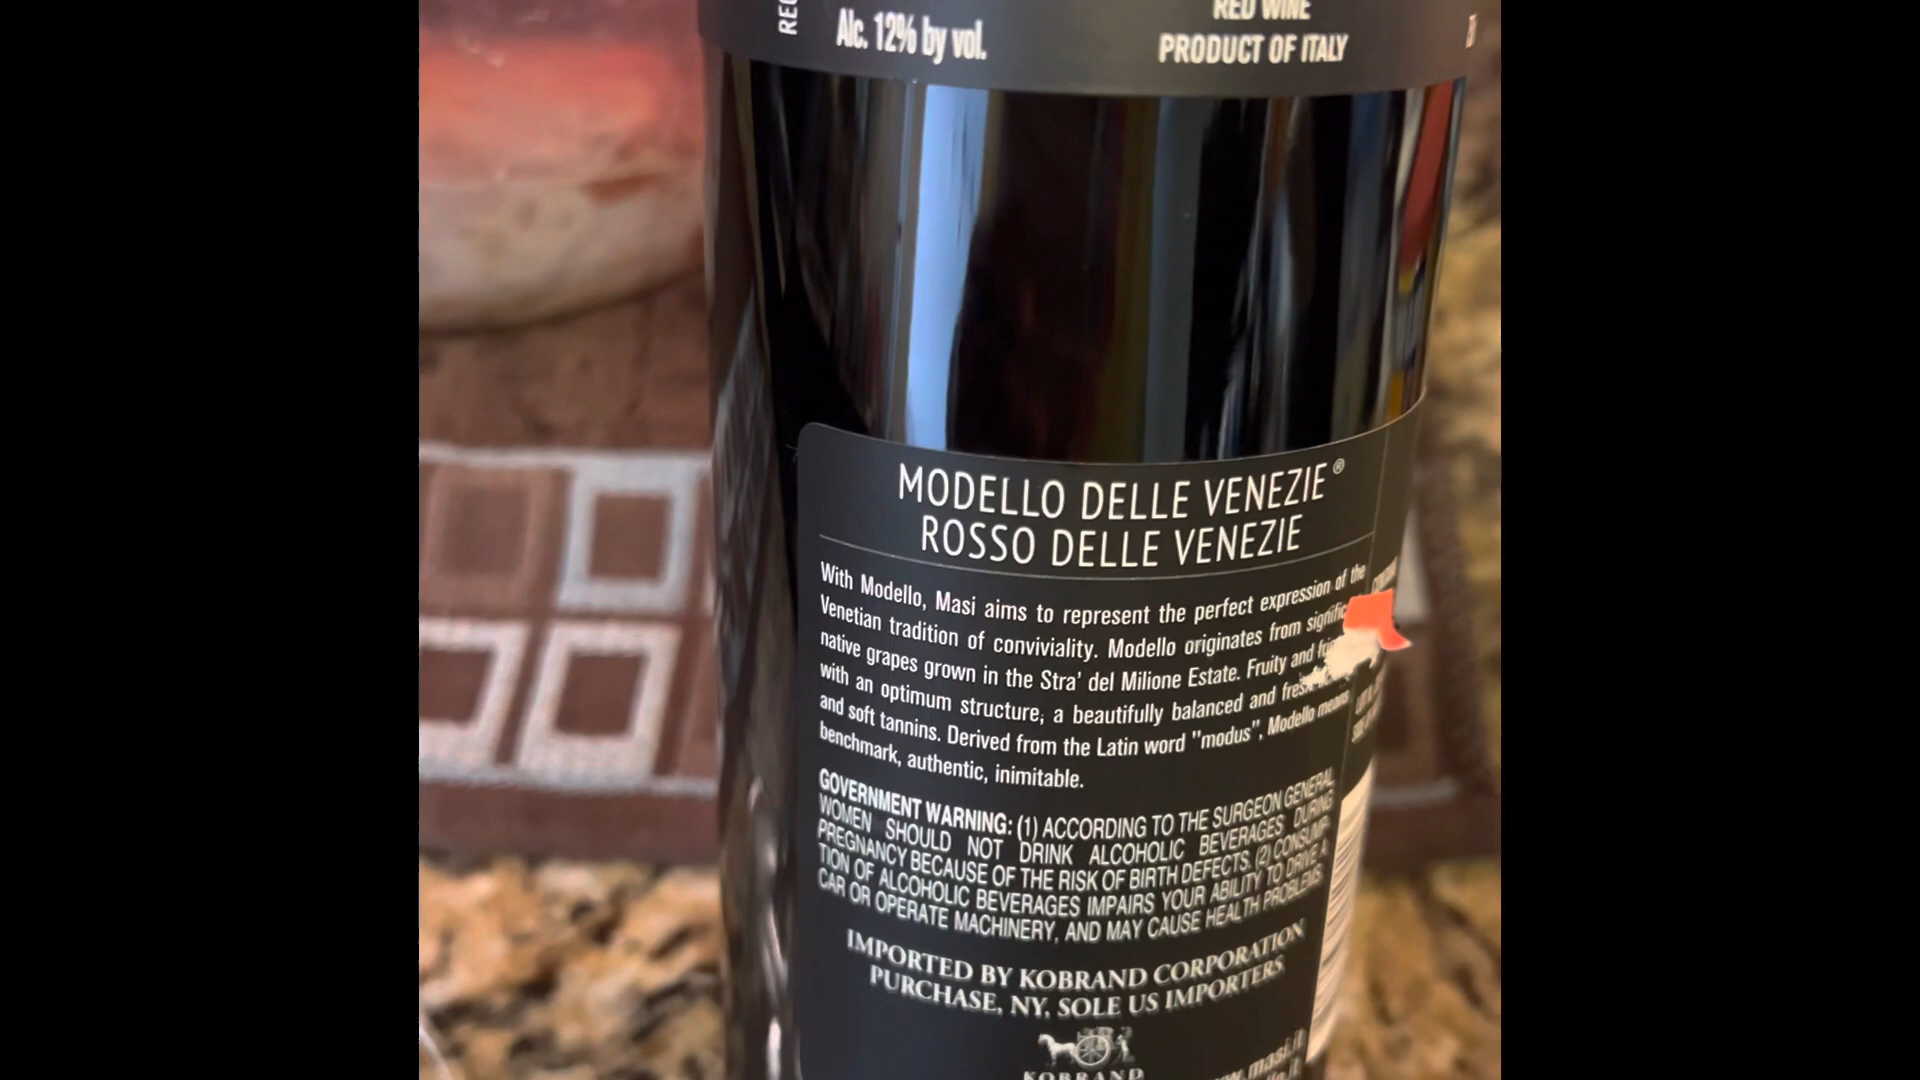 Alc. 12% by vol.
RED WINE
PRODUCT OF ITALY
MODELLO DELLE VENEZIE®
ROSSO DELLE VENEZIE
With Modello, Masi aims to represent the perfect expression of the
Venetian tradition of conviviality. Modello originates from
native grapes grown in the Stra' del Milione Estate. Fruity and
with an optimum structure, a beautifully balanced and
and soft tannins. Derived from the Latin word "modus", Modello means
benchmark, authentic, inimitable.
GOVERNMENT WARNING: (1) ACCORDING TO THE SURGEON GENERAL
WOMEN SHOULD NOT DRINK ALCOHOLIC BEVERAGES DURING
PREGNANCY BECAUSE OF THE RISK OF BIRTH DEFECTS. (2) CONSUMP-
TION OF ALCOHOLIC BEVERAGES IMPAIRS YOUR ABILITY TO DRIVE A
CAR OR OPERATE MACHINERY, AND MAY CAUSE HEALTH PROBLEMS
IMPORTED BY KOBRAND CORPORATION
PURCHASE, NY, SOLE US IMPORTERS
KOBRAND